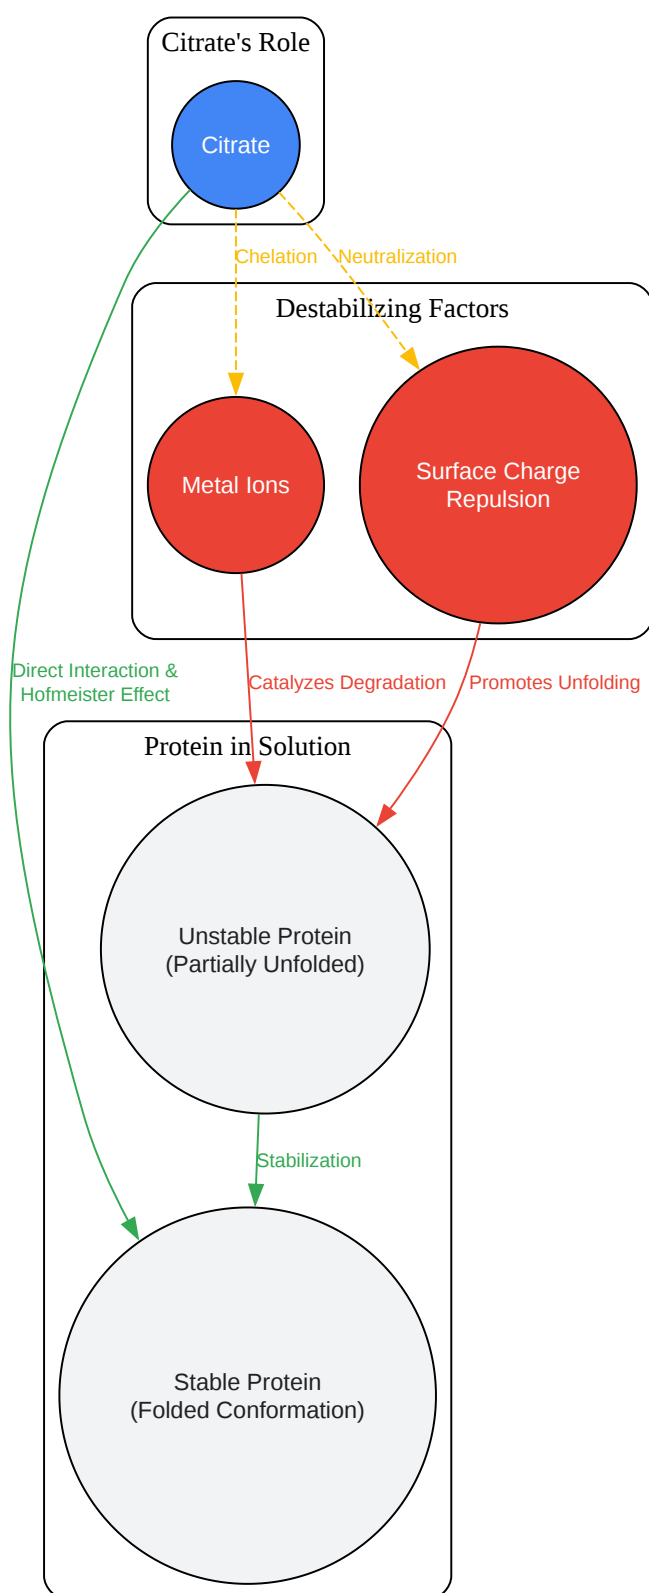 Citrate's Role
Citrate
Chelation
Neutralization
Destabilizing Factors
Metal Ions
Surface Charge
Repulsion
Direct Interaction &
Hofmeister Effect
Catalyzes Degradation
Promotes Unfolding
Protein in Solution
Unstable Protein
(Partially Unfolded)
Stabilization
Stable Protein
(Folded Conformation)